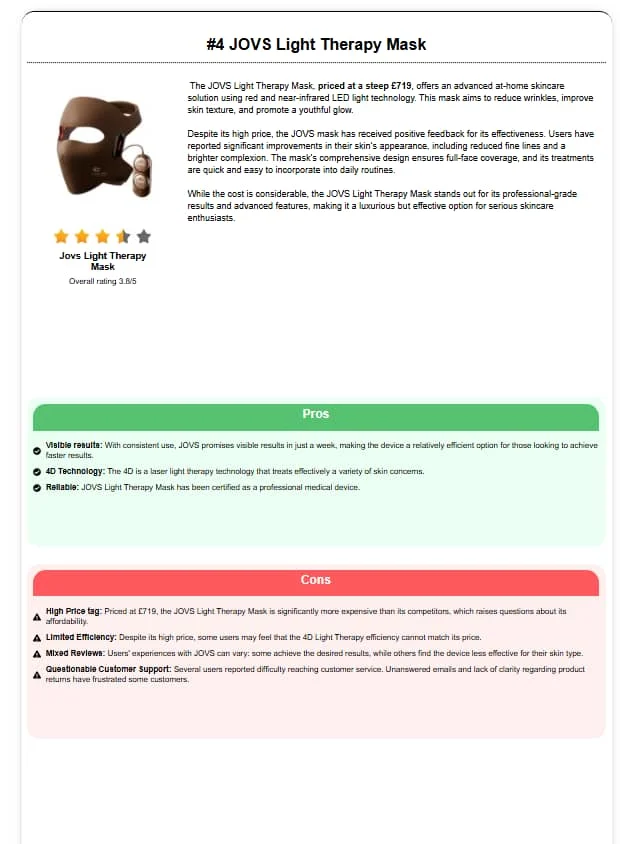 #4 JOVS Light Therapy Mask
The JOVS Light Therapy Mask, priced at a steep £719, offers an advanced at-home skincare
solution using red and near-infrared LED light technology. This mask aims to reduce wrinkles, improve
skin texture, and promote a youthful glow.
Despite its high price, the JOVS mask has received positive feedback for its effectiveness. Users have
reported significant improvements in their skin's appearance, including reduced fine lines and a
brighter complexion. The mask's comprehensive design ensures full-face coverage, and its treatments
are quick and easy to incorporate into daily routines.
While the cost is considerable, the JOVS Light Therapy Mask stands out for its professional-grade
results and advanced features, making it a luxurious but effective option for serious skincare
enthusiasts.
Jovs Light Therapy
Mask
Overall rating 3.8/5
Pros
Visible results: With consistent use, JOVS promises visible results in just a week, making the device a relatively efficient option for those looking to achieve
faster results.
4D Technology: The 4D is a laser light therapy technology that treats effectively a variety of skin concerns.
Reliable: JOVS Light Therapy Mask has been certified as a professional medical device.
Cons
High Price tag: Priced at £719, the JOVS Light Therapy Mask is significantly more expensive than its competitors, which raises questions about its
affordability.
Limited Efficiency: Despite its high price, some users may feel that the 4D Light Therapy efficiency cannot match its price.
Mixed Reviews: Users' experiences with JOVS can vary: some achieve the desired results, while others find the device less effective for their skin type.
Questionable Customer Support: Several users reported difficulty reaching customer service. Unanswered emails and lack of clarity regarding product
returns have frustrated some customers.